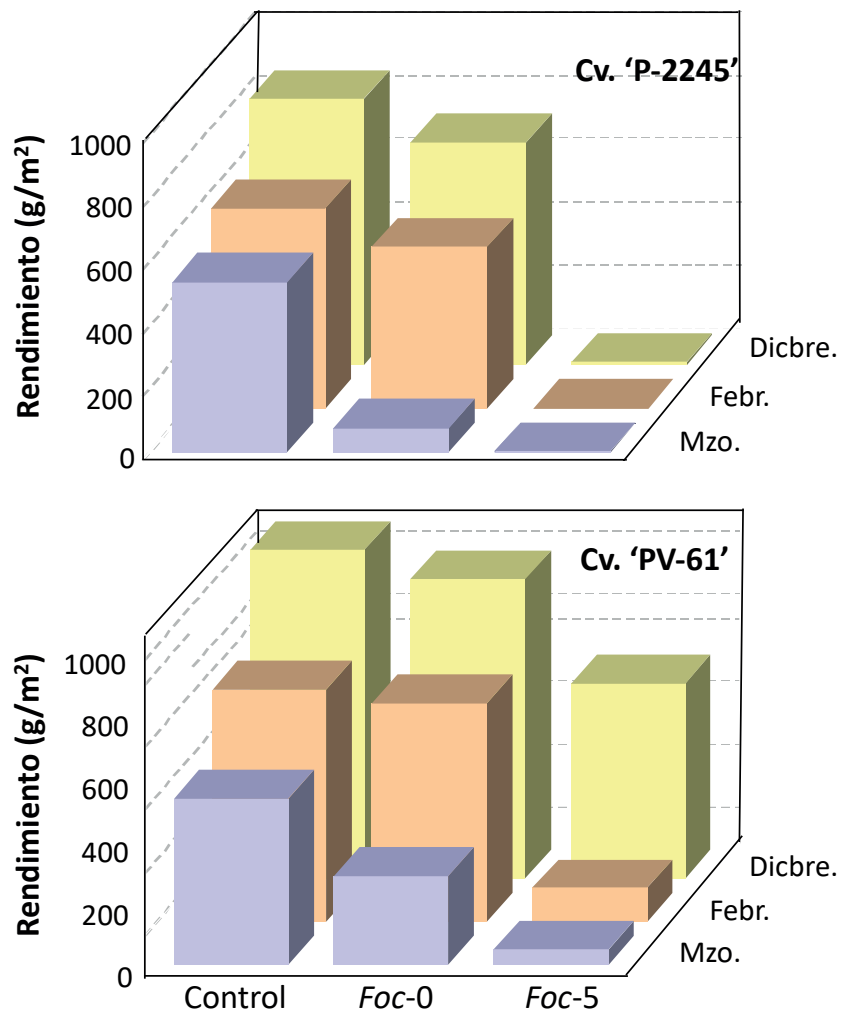 Cv. ‘P-2245’
Rendimiento (g/m²)
1000
800
600
400
200
0
Dicbre.
Febr.
Mzo.
Cv. ‘PV-61’
Rendimiento (g/m²)
1000
800
600
400
200
0
Dicbre.
Febr.
Mzo.
Control Foc-0 Foc-5